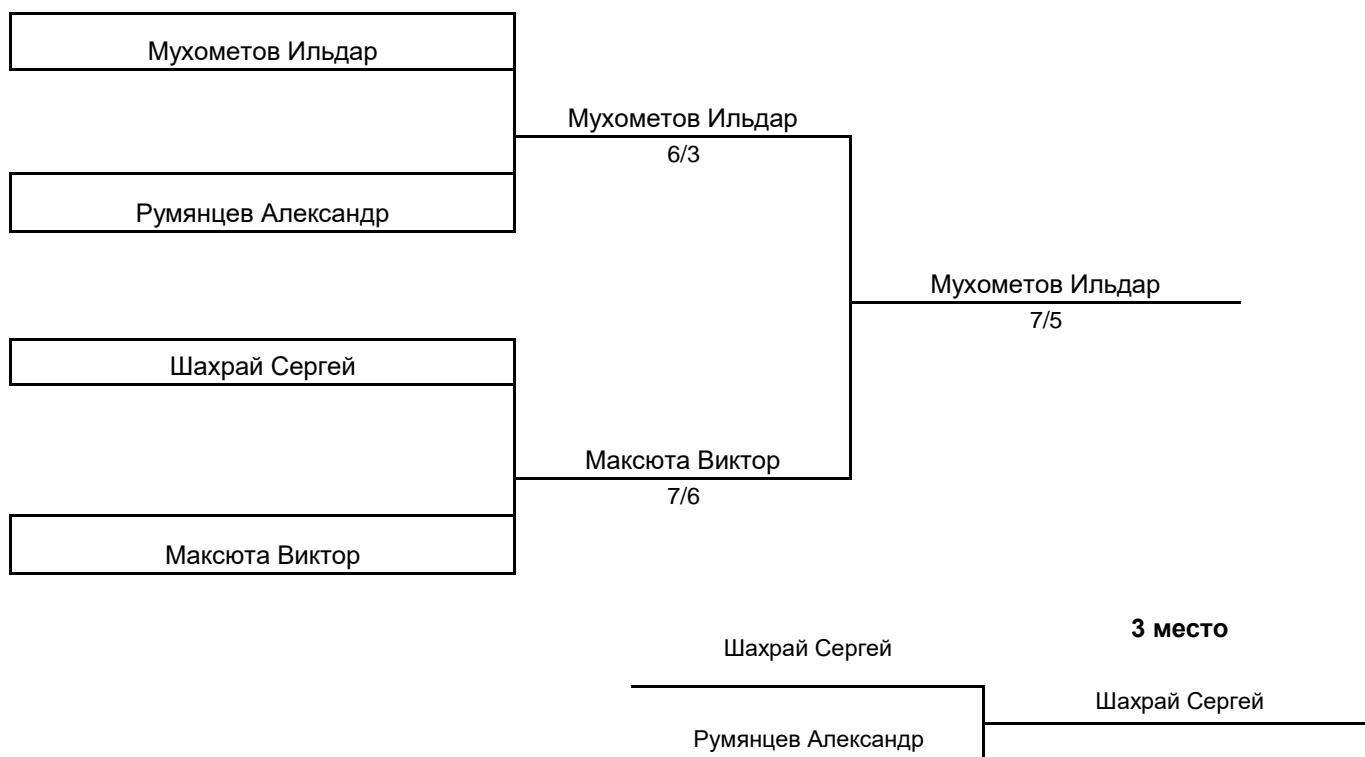 Мухометов Ильдар
Мухометов Ильдар
6/3
Румянцев Александр
Мухометов Ильдар
7/5
Шахрай Сергей
Максюта Виктор
7/6
Максюта Виктор
3 место
Шахрай Сергей
Шахрай Сергей
Румянцев Александр